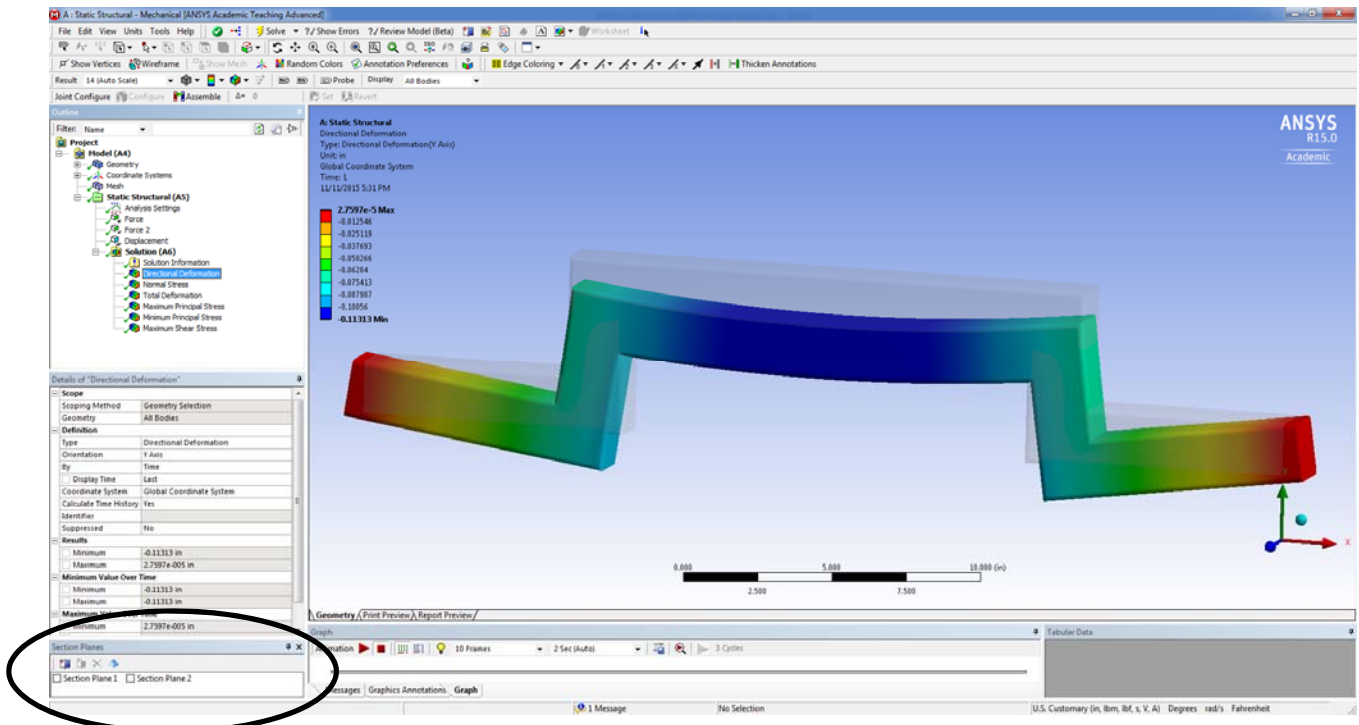 A : Static Structural - Mechanical [ANSYS Academic Teaching Advanced]
File Edit View Units Tools Help Solve ?/ Show Errors ?/ Review Model (Beta) A Worksheet
Show Vertices Wireframe Show Mesh Random Colors Annotation Preferences Edge Coloring Thicken Annotations
Result 14 (Auto Scale) Probe Display All Bodies
Joint Configure Configure Assemble Δ= 0 Set Revert
Outline
Filter: Name
Project
Model (A4)
Geometry
Coordinate Systems
Mesh
Static Structural (A5)
Analysis Settings
Force
Force 2
Displacement
Solution (A6)
Solution Information
Directional Deformation
Normal Stress
Total Deformation
Maximum Principal Stress
Minimum Principal Stress
Maximum Shear Stress
Details of "Directional Deformation"
Scope
Scoping Method Geometry Selection
Geometry All Bodies
Definition
Type Directional Deformation
Orientation Y Axis
By Time
Display Time Last
Coordinate System Global Coordinate System
Calculate Time History Yes
Identifier
Suppressed No
Results
Minimum -0.11313 in
Maximum 2.7597e-005 in
Minimum Value Over Time
Minimum -0.11313 in
Maximum -0.11313 in
Maximum Value Over Time
Minimum 2.7597e-005 in
Section Planes
Section Plane 1 Section Plane 2
A: Static Structural
Directional Deformation
Type: Directional Deformation(Y Axis)
Unit: in
Global Coordinate System
Time: 1
11/11/2015 5:31 PM
2.7597e-5 Max
-0.012546
-0.025119
-0.037693
-0.050266
-0.06284
-0.075413
-0.087987
-0.10056
-0.11313 Min
ANSYS
R15.0
Academic
X
0.000 5.000 10.000 (in)
2.500 7.500
Geometry Print Preview Report Preview
Graph
Animation 10 Frames 2 Sec (Auto) 3 Cycles
Messages Graphics Annotations Graph
Tabular Data
1 Message No Selection U.S. Customary (in, lbm, lbf, s, V, A) Degrees rad/s Fahrenheit